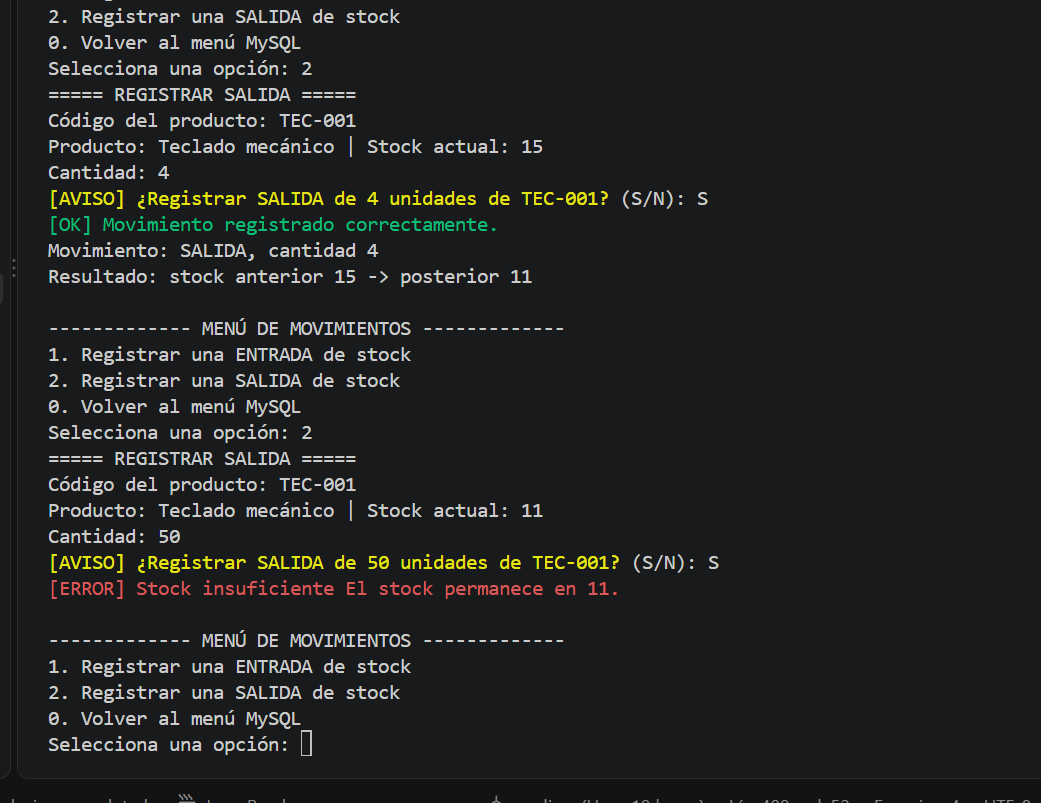 2. Registrar una SALIDA de stock
0. Volver al menú MySQL
Selecciona una opción: 2
===== REGISTRAR SALIDA =====
Código del producto: TEC-001
Producto: Teclado mecánico | Stock actual: 15
Cantidad: 4
[AVISO] ¿Registrar SALIDA de 4 unidades de TEC-001? (S/N): S
[OK] Movimiento registrado correctamente.
Movimiento: SALIDA, cantidad 4
Resultado: stock anterior 15 -> posterior 11
------------- MENÚ DE MOVIMIENTOS -------------
1. Registrar una ENTRADA de stock
2. Registrar una SALIDA de stock
0. Volver al menú MySQL
Selecciona una opción: 2
===== REGISTRAR SALIDA =====
Código del producto: TEC-001
Producto: Teclado mecánico | Stock actual: 11
Cantidad: 50
[AVISO] ¿Registrar SALIDA de 50 unidades de TEC-001? (S/N): S
[ERROR] Stock insuficiente El stock permanece en 11.
------------- MENÚ DE MOVIMIENTOS -------------
1. Registrar una ENTRADA de stock
2. Registrar una SALIDA de stock
0. Volver al menú MySQL
Selecciona una opción: